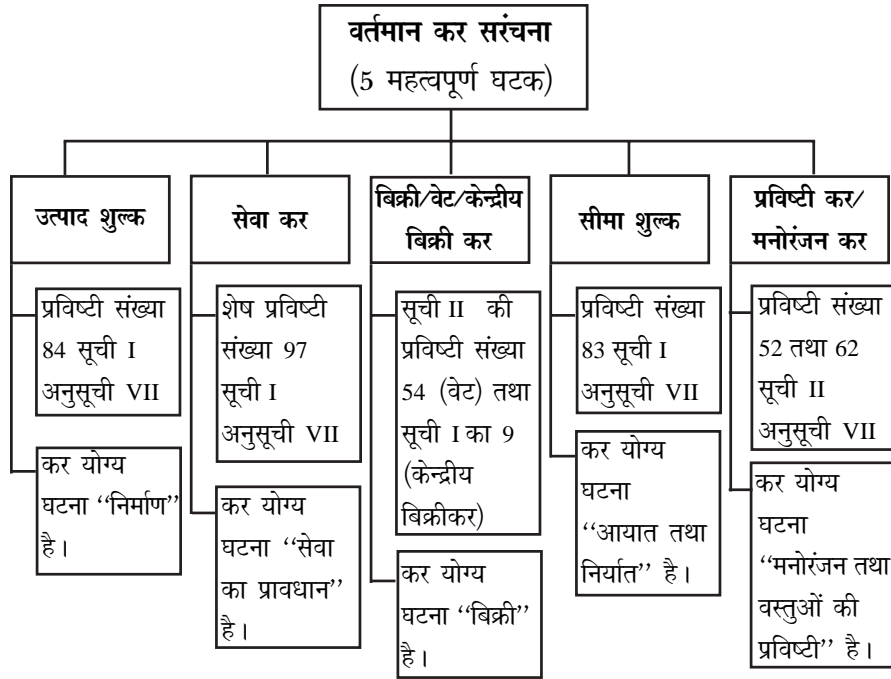 वर्तमान कर सरंचना
(5 महत्वपूर्ण घटक)
उत्पाद शुल्क
प्रविष्टी संख्या
84 सूची I
अनुसूची VII
कर योग्य
घटना “निर्माण”
है।
सेवा कर
शेष प्रविष्टी
संख्या 97
सूची I
अनुसूची VII
कर योग्य
घटना “सेवा
का प्रावधान”
है।
बिक्री/वेट/केन्द्रीय
बिक्री कर
सूची II की
प्रविष्टी संख्या
54 (वेट) तथा
सूची I का 9
(केन्द्रीय
बिक्रीकर)
कर योग्य
घटना “बिक्री”
है।
सीमा शुल्क
प्रविष्टी संख्या
83 सूची I
अनुसूची VII
कर योग्य
घटना
“आयात तथा
निर्यात” है।
प्रविष्टी कर/
मनोरंजन कर
प्रविष्टी संख्या
52 तथा 62
सूची II
अनुसूची VII
कर योग्य
घटना
“मनोरंजन तथा
वस्तुओं की
प्रविष्टी” है।